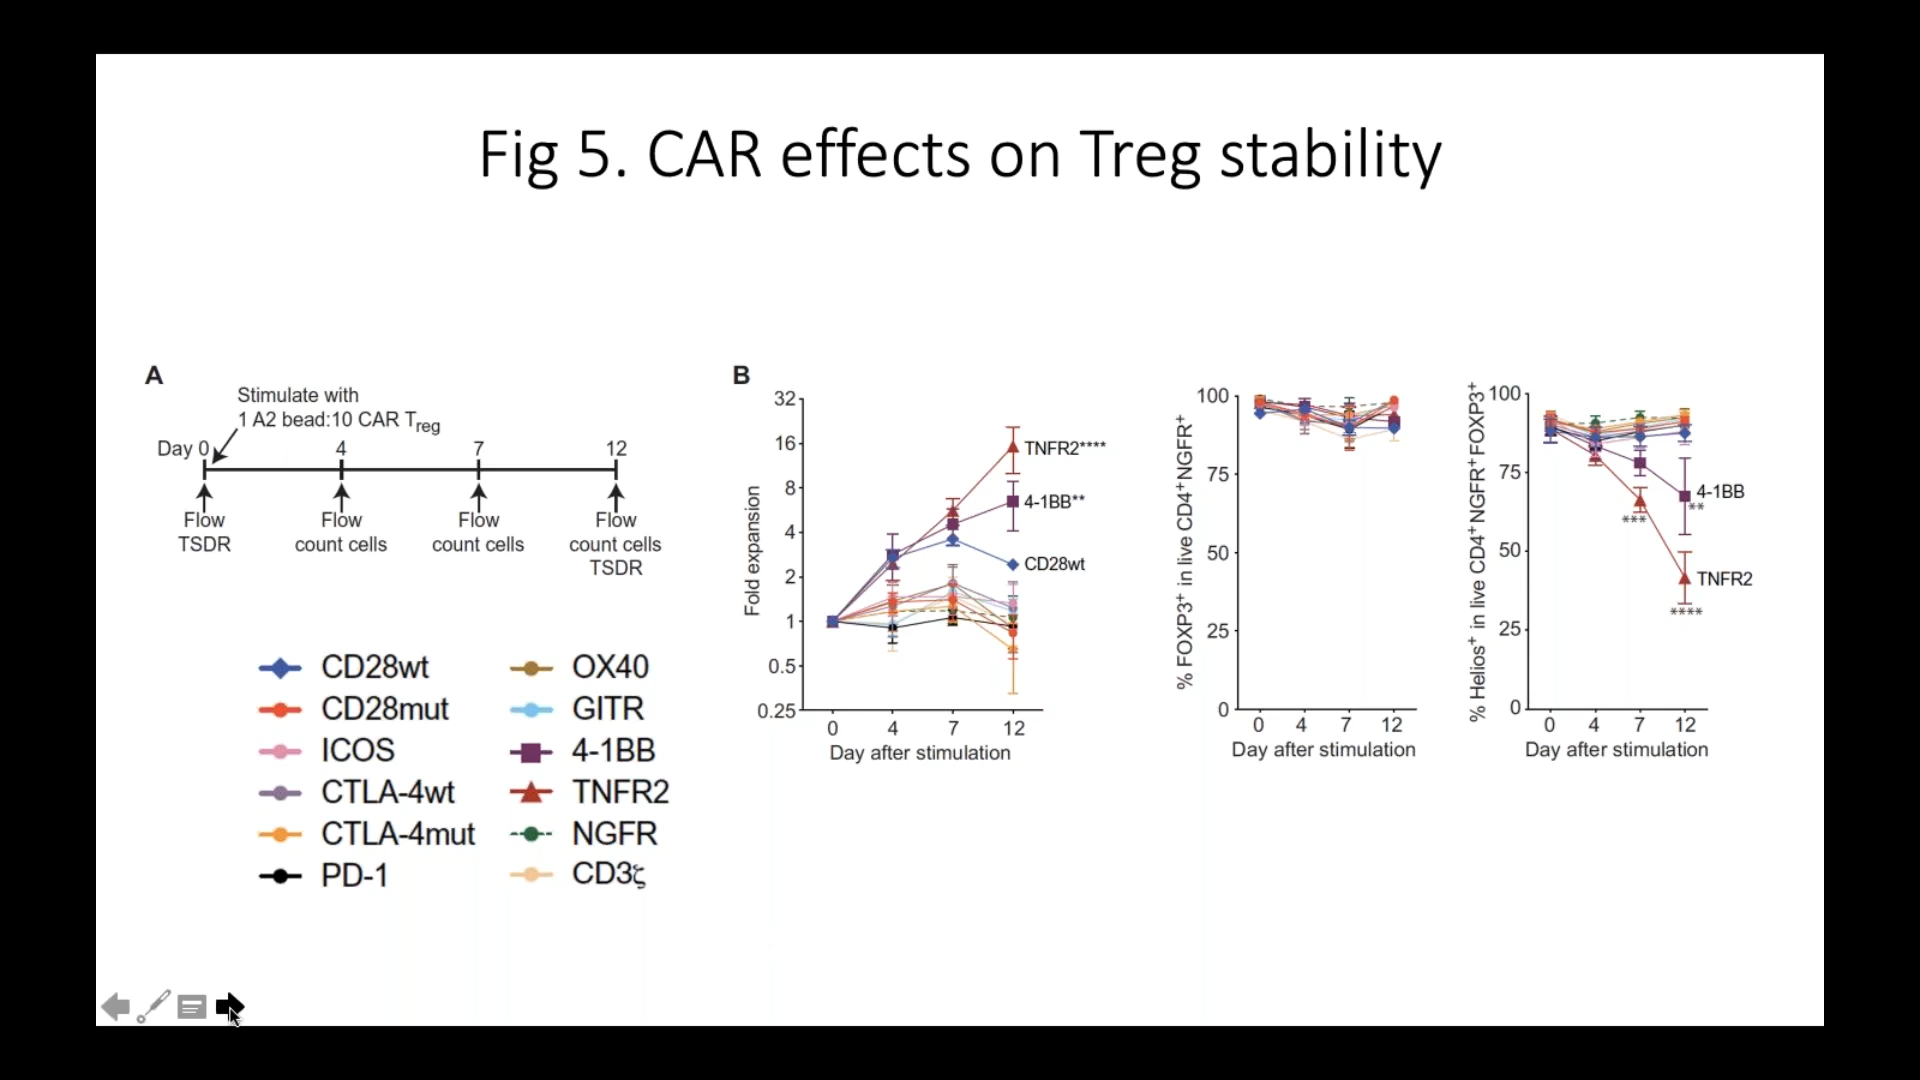 Fig 5. CAR effects on Treg stability
A
Stimulate with
1 A2 bead:10 CAR Treg
Day 0 4 7 12
Flow
TSDR
Flow
count cells
Flow
count cells
Flow
count cells
TSDR
CD28wt
CD28mut
ICOS
CTLA-4wt
CTLA-4mut
PD-1
OX40
GITR
4-1BB
TNFR2
NGFR
CD3ζ
B
Fold expansion
32
16
8
4
2
1
0.5
0.25
0 4 7 12
Day after stimulation
TNFR2****
4-1BB**
CD28wt
% FOXP3+ in live CD4+NGFR+
100
75
50
25
0
0 4 7 12
Day after stimulation
% Helios+ in live CD4+NGFR+FOXP3+
100
75
50
25
0
0 4 7 12
Day after stimulation
4-1BB
**
***
TNFR2
****